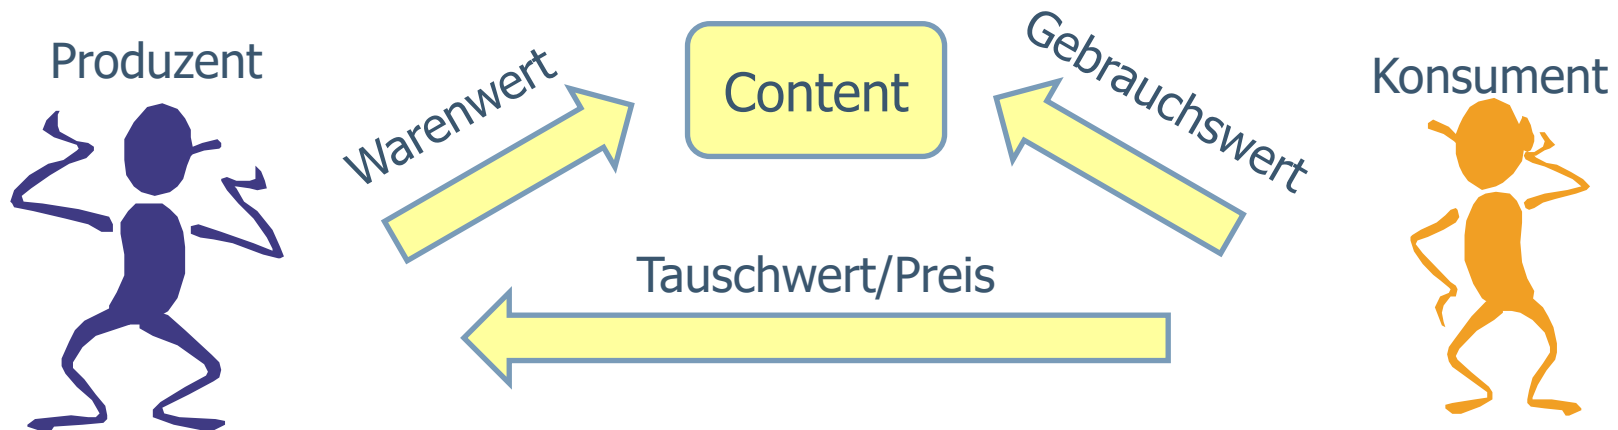 Produzent
Warenwert
Content
Gebrauchswert
Konsument
Tauschwert/Preis